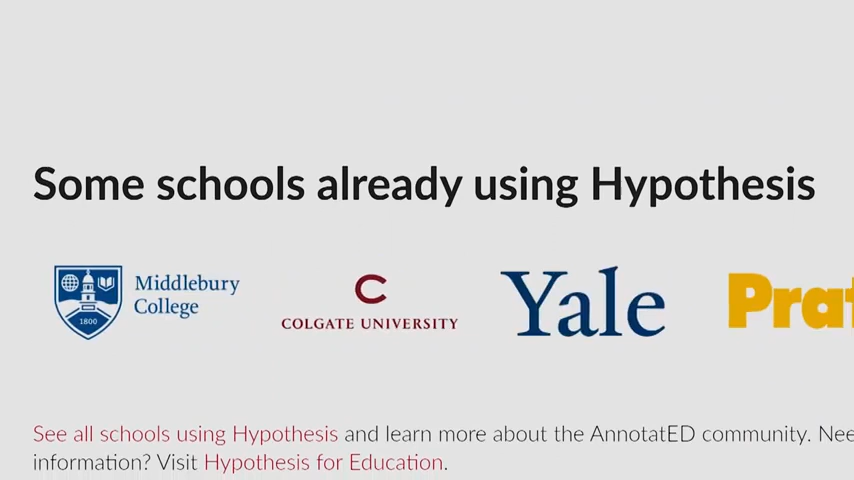 Some schools already using Hypothesis
Middlebury
College
1800
C
COLGATE UNIVERSITY
Yale
See all schools using Hypothesis and learn more about the AnnotatED community.
information? Visit Hypothesis for Education.